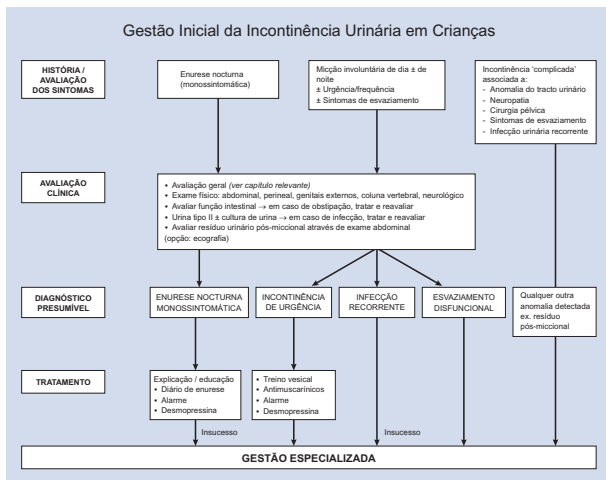 Gestão Inicial da Incontinência Urinária em Crianças
HISTÓRIA /
AVALIAÇÃO
DOS SINTOMAS
Enurese nocturna
(monossintomática)
Micção involuntária de dia ± de
noite
± Urgência/frequência
± Sintomas de esvaziamento
Incontinência ‘complicada’
associada a:
- Anomalia do tracto urinário
- Neuropatia
- Cirurgia pélvica
- Sintomas de esvaziamento
- Infecção urinária recorrente
AVALIAÇÃO
CLÍNICA
• Avaliação geral (ver capítulo relevante)
• Exame físico: abdominal, perineal, genitais externos, coluna vertebral, neurológico
• Avaliar função intestinal → em caso de obstipação, tratar e reavaliar
• Urina tipo II ± cultura de urina → em caso de infecção, tratar e reavaliar
• Avaliar resíduo urinário pós-miccional através de exame abdominal
(opção: ecografia)
DIAGNÓSTICO
PRESUMÍVEL
ENURESE NOCTURNA
MONOSSINTOMÁTICA
INCONTINÊNCIA
DE URGÊNCIA
INFECÇÃO
RECORRENTE
ESVAZIAMENTO
DISFUNCIONAL
Qualquer outra
anomalia detectada
ex. resíduo
pós-miccional
TRATAMENTO
Explicação / educação
• Diário de enurese
• Alarme
• Desmopressina
• Treino vesical
• Antimuscarínicos
• Alarme
• Desmopressina
Insucesso
Insucesso
GESTÃO ESPECIALIZADA